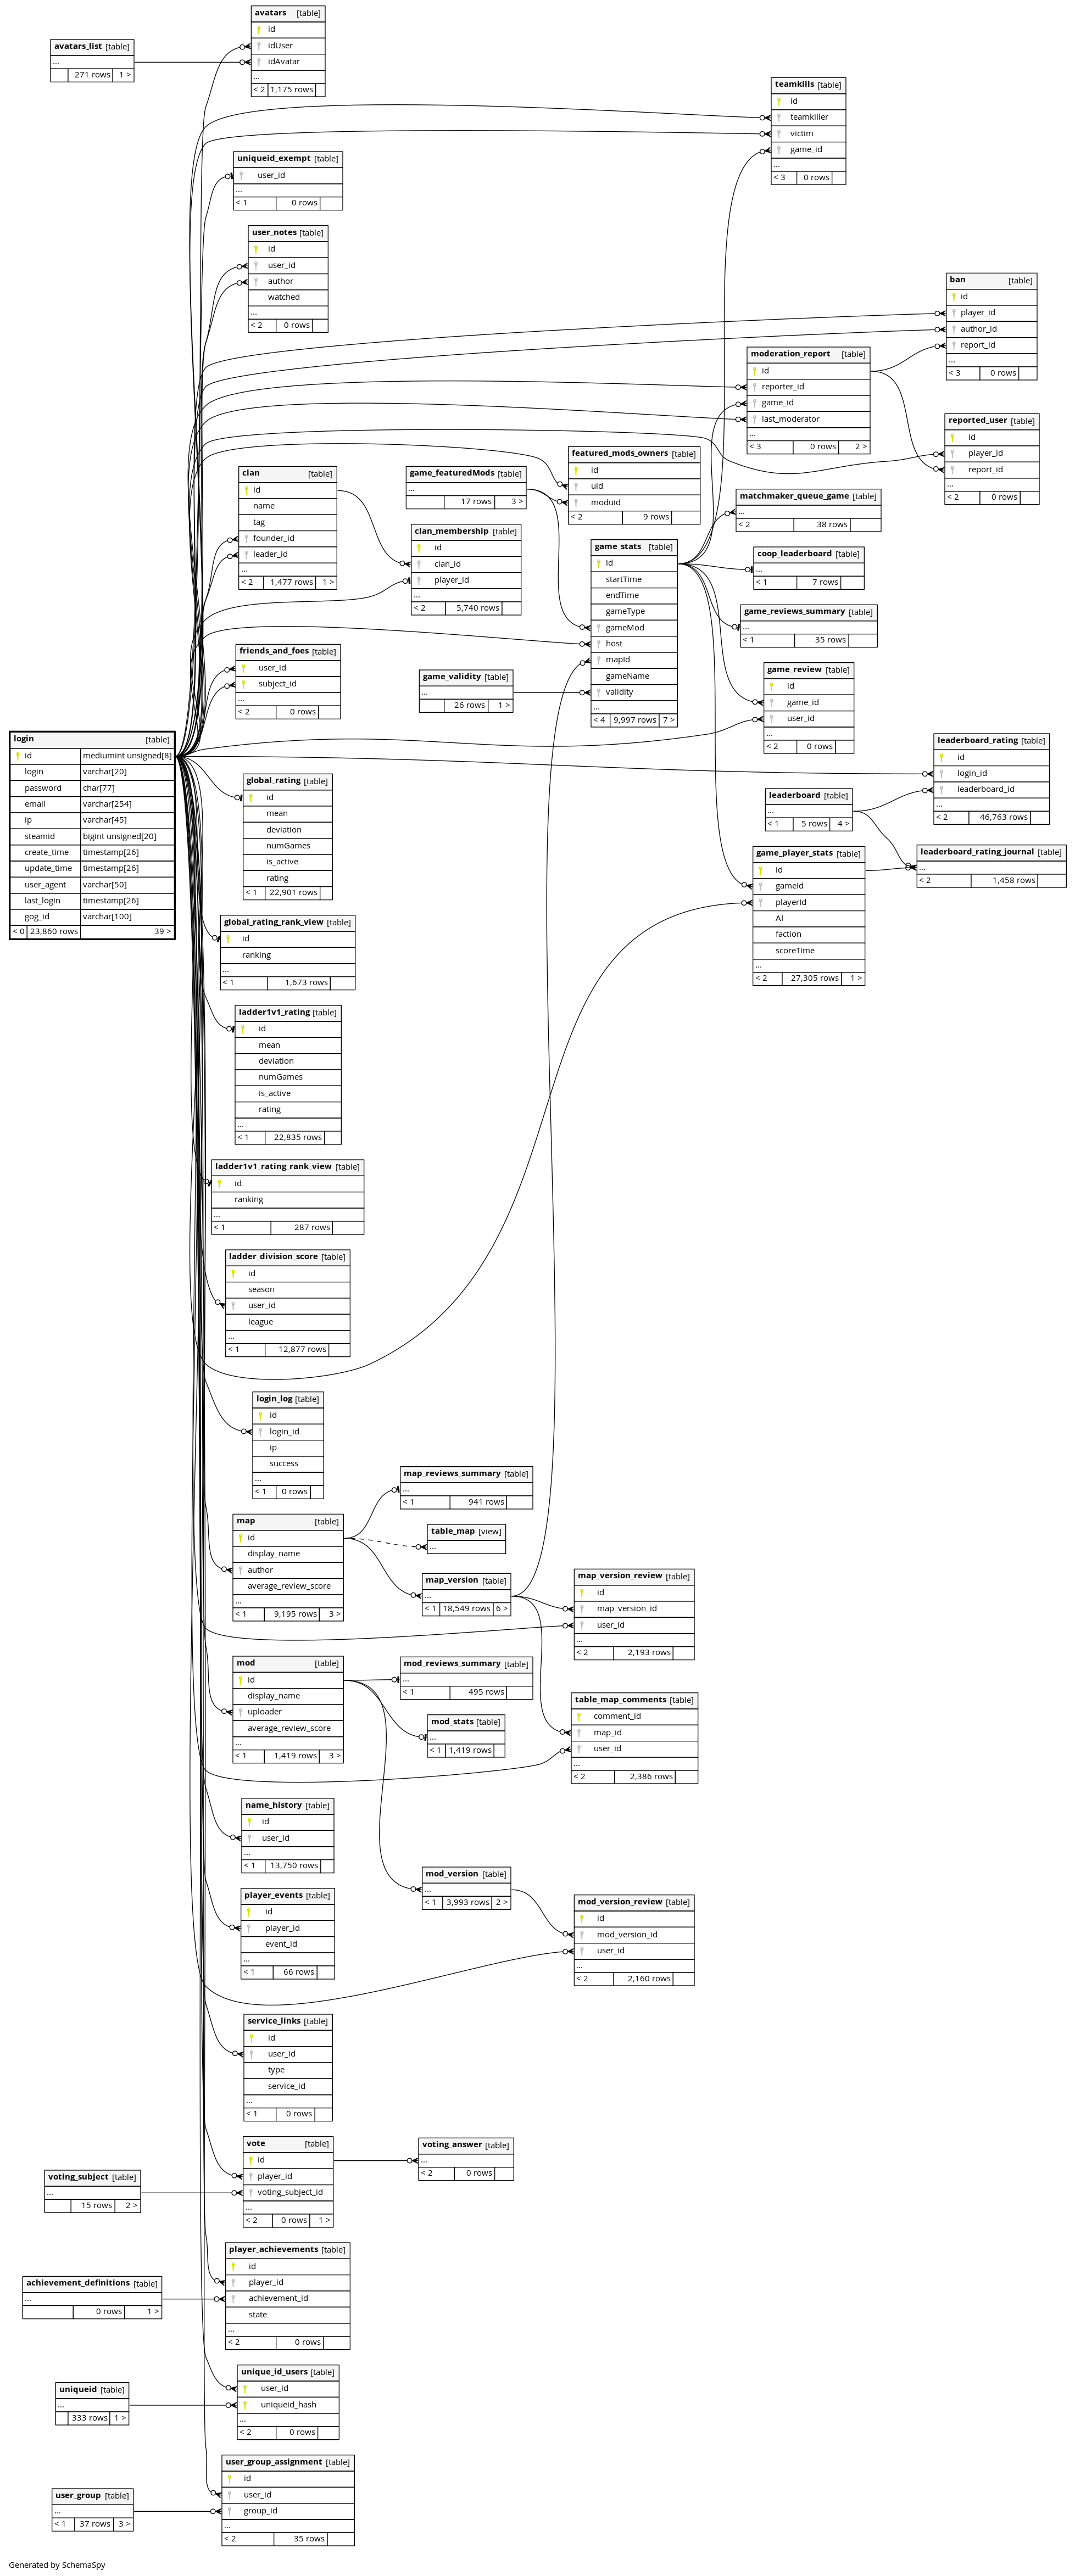 avatars [table]
id
idUser
idAvatar
...
< 2 1,175 rows
avatars_list [table]
...
271 rows 1 >
teamkills [table]
id
teamkiller
victim
game_id
...
< 3 0 rows
uniqueid_exempt [table]
user_id
...
< 1 0 rows
user_notes [table]
id
user_id
author
watched
...
< 2 0 rows
ban [table]
id
player_id
author_id
report_id
...
< 3 0 rows
moderation_report [table]
id
reporter_id
game_id
last_moderator
...
< 3 0 rows 2 >
reported_user [table]
id
player_id
report_id
...
< 2 0 rows
clan [table]
id
name
tag
founder_id
leader_id
...
< 2 1,477 rows 1 >
game_featuredMods [table]
...
17 rows 3 >
featured_mods_owners [table]
id
uid
moduid
< 2 9 rows
clan_membership [table]
id
clan_id
player_id
...
< 2 5,740 rows
matchmaker_queue_game [table]
...
< 2 38 rows
game_stats [table]
id
startTime
endTime
gameType
gameMod
host
mapId
gameName
validity
...
< 4 9,997 rows 7 >
coop_leaderboard [table]
...
< 1 7 rows
game_reviews_summary [table]
...
< 1 35 rows
friends_and_foes [table]
user_id
subject_id
...
< 2 0 rows
game_validity [table]
...
26 rows 1 >
game_review [table]
id
game_id
user_id
...
< 2 0 rows
login [table]
id mediumint unsigned[8]
login varchar[20]
password char[77]
email varchar[254]
ip varchar[45]
steamid bigint unsigned[20]
create_time timestamp[26]
update_time timestamp[26]
user_agent varchar[50]
last_login timestamp[26]
gog_id varchar[100]
< 0 23,860 rows 39 >
leaderboard_rating [table]
id
login_id
leaderboard_id
...
< 2 46,763 rows
global_rating [table]
id
mean
deviation
numGames
is_active
rating
< 1 22,901 rows
leaderboard [table]
...
< 1 5 rows 4 >
game_player_stats [table]
id
gameId
playerId
AI
faction
scoreTime
...
< 2 27,305 rows 1 >
leaderboard_rating_journal [table]
...
< 2 1,458 rows
global_rating_rank_view [table]
id
ranking
...
< 1 1,673 rows
ladder1v1_rating [table]
id
mean
deviation
numGames
is_active
rating
...
< 1 22,835 rows
ladder1v1_rating_rank_view [table]
id
ranking
...
< 1 287 rows
ladder_division_score [table]
id
season
user_id
league
...
< 1 12,877 rows
login_log [table]
id
login_id
ip
success
...
< 1 0 rows
map_reviews_summary [table]
...
< 1 941 rows
map [table]
id
display_name
author
average_review_score
...
< 1 9,195 rows 3 >
table_map [view]
...
map_version [table]
...
< 1 18,549 rows 6 >
map_version_review [table]
id
map_version_id
user_id
...
< 2 2,193 rows
mod [table]
id
display_name
uploader
average_review_score
...
< 1 1,419 rows 3 >
mod_reviews_summary [table]
...
< 1 495 rows
mod_stats [table]
...
< 1 1,419 rows
table_map_comments [table]
comment_id
map_id
user_id
...
< 2 2,386 rows
name_history [table]
id
user_id
...
< 1 13,750 rows
mod_version [table]
...
< 1 3,993 rows 2 >
player_events [table]
id
player_id
event_id
...
< 1 66 rows
mod_version_review [table]
id
mod_version_id
user_id
...
< 2 2,160 rows
service_links [table]
id
user_id
type
service_id
...
< 1 0 rows
vote [table]
id
player_id
voting_subject_id
...
< 2 0 rows 1 >
voting_answer [table]
...
< 2 0 rows
voting_subject [table]
...
15 rows 2 >
player_achievements [table]
id
player_id
achievement_id
state
...
< 2 0 rows
achievement_definitions [table]
...
0 rows 1 >
unique_id_users [table]
user_id
uniqueid_hash
...
< 2 0 rows
uniqueid [table]
...
333 rows 1 >
user_group_assignment [table]
id
user_id
group_id
...
< 2 35 rows
user_group [table]
...
< 1 37 rows 3 >
Generated by SchemaSpy